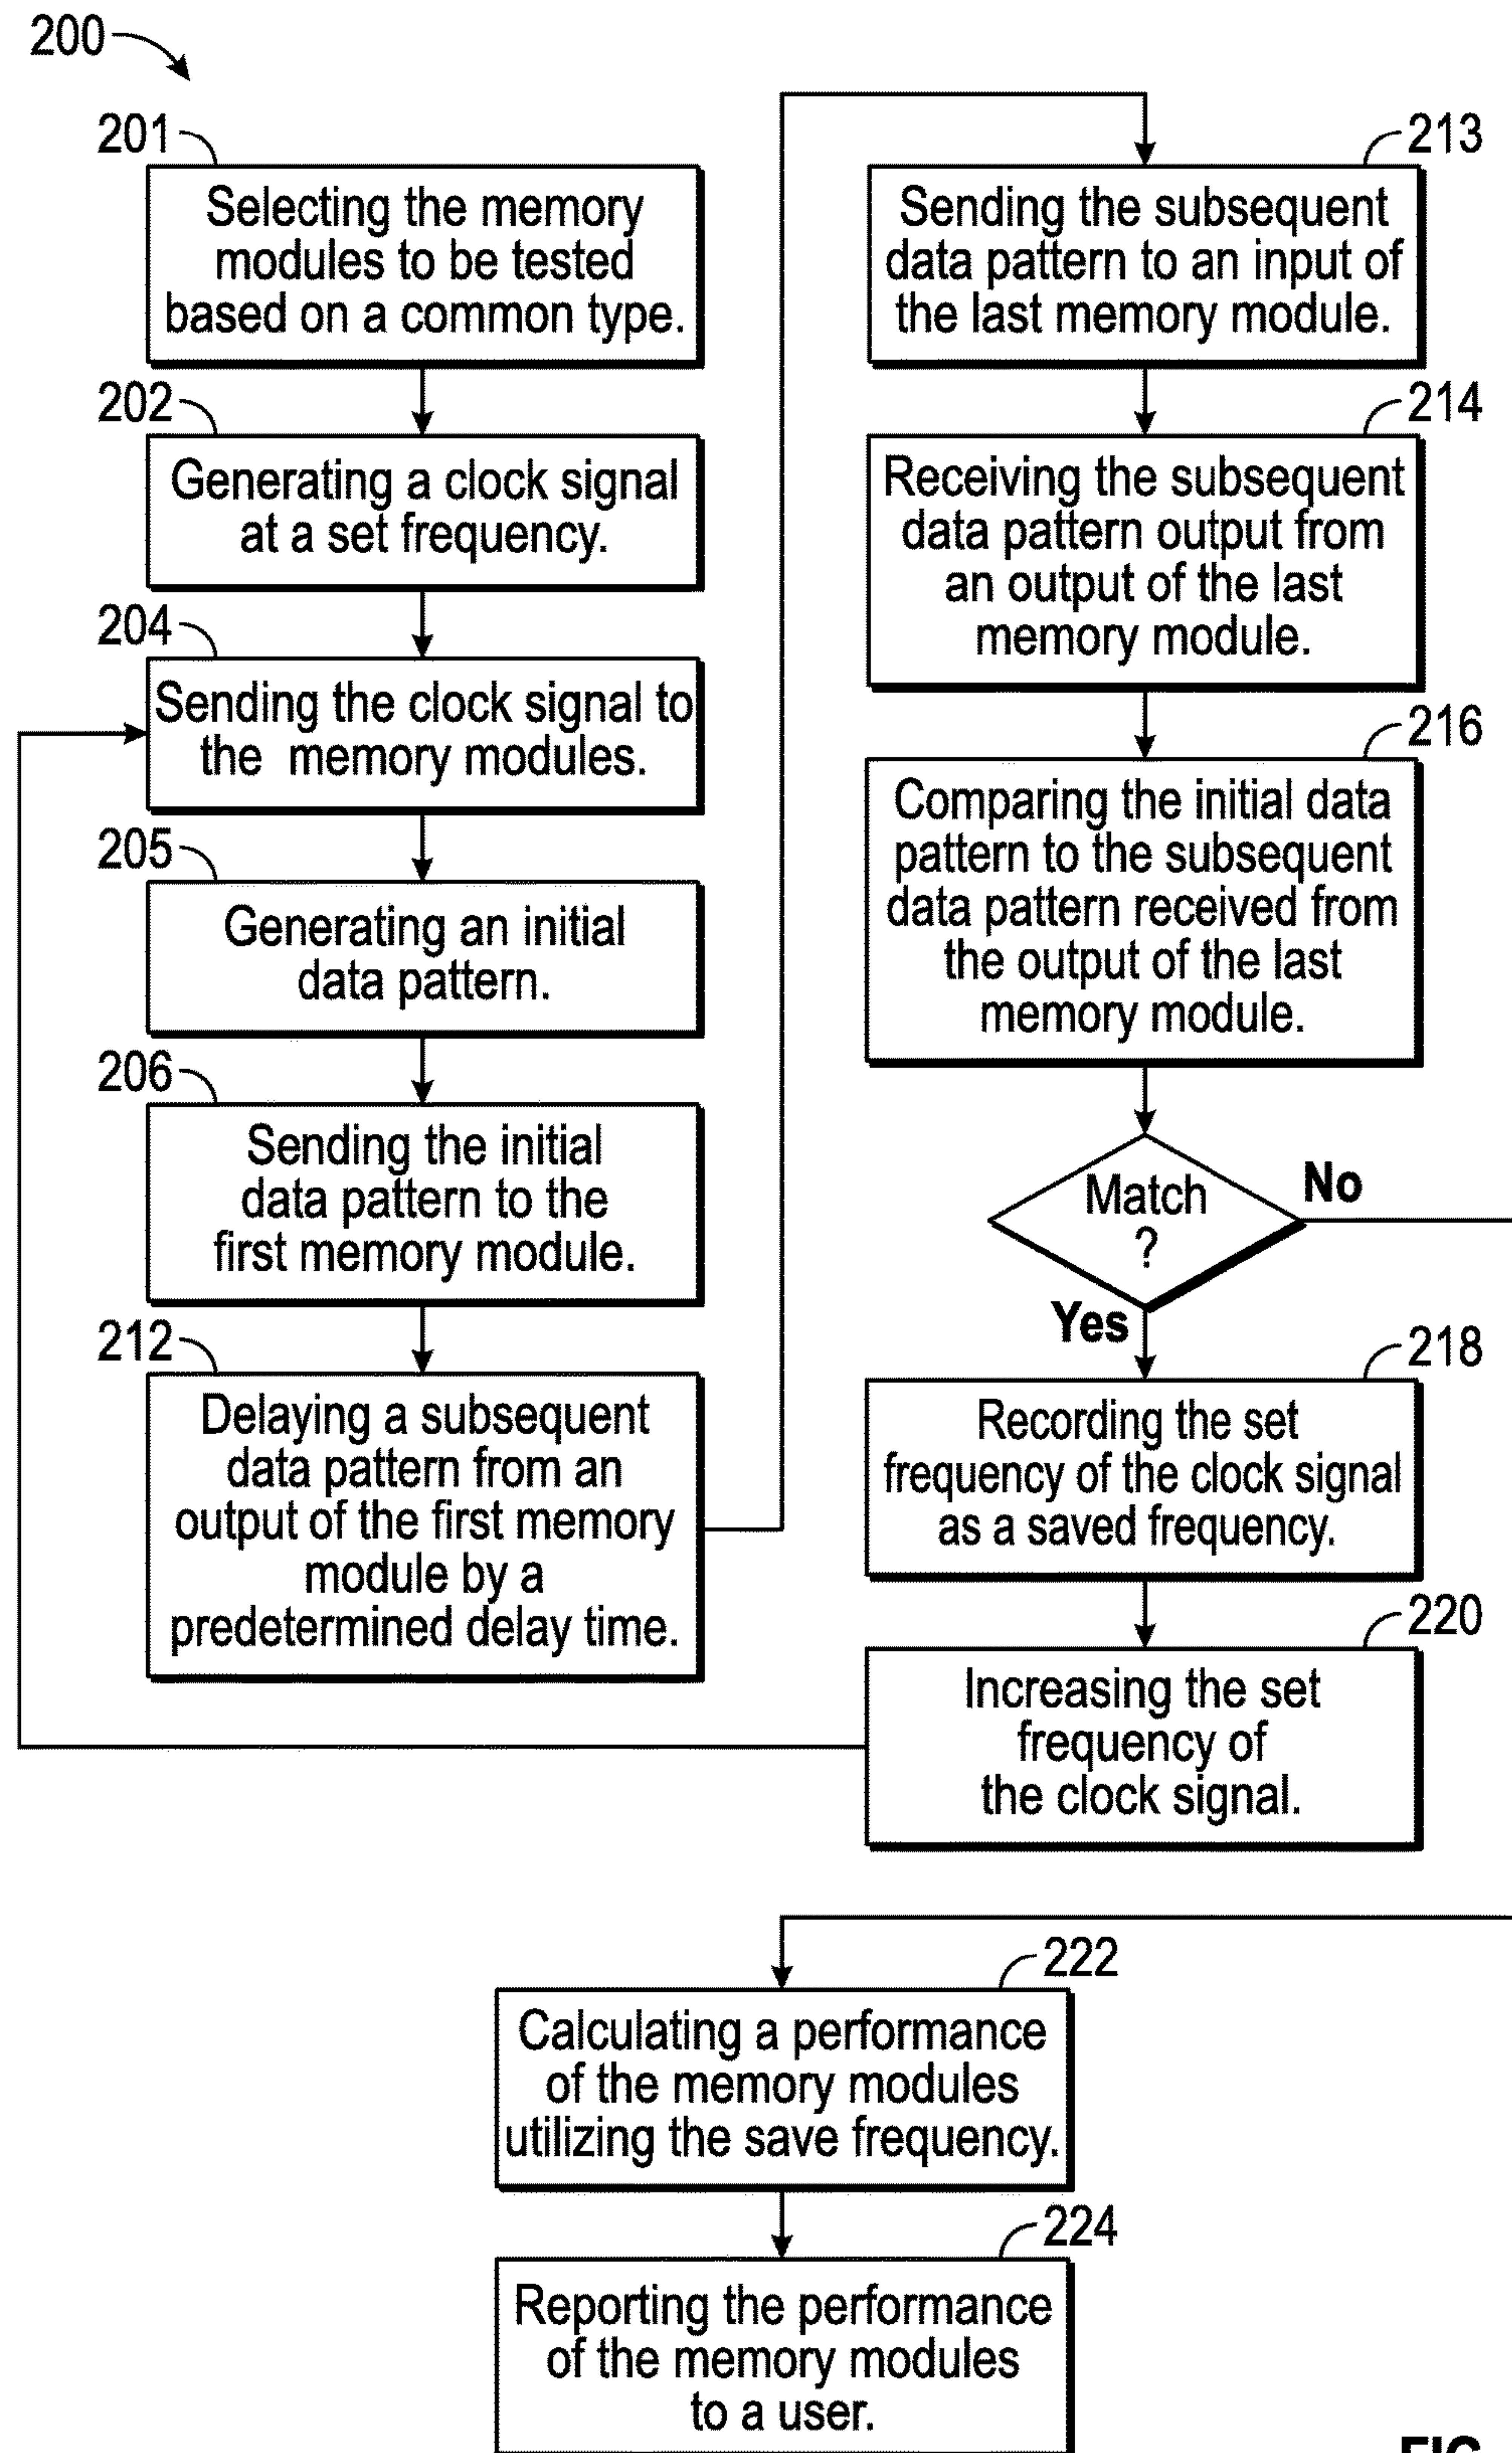 200
201
Selecting the memory
modules to be tested
based on a common type.
202
Generating a clock signal
at a set frequency.
204
Sending the clock signal to
the memory modules.
205
Generating an initial
data pattern.
206
Sending the initial
data pattern to the
first memory module.
212
Delaying a subsequent
data pattern from an
output of the first memory
module by a
predetermined delay time.
213
Sending the subsequent
data pattern to an input of
the last memory module.
214
Receiving the subsequent
data pattern output from
an output of the last
memory module.
216
Comparing the initial data
pattern to the subsequent
data pattern received from
the output of the last
memory module.
Match
?
No
Yes
218
Recording the set
frequency of the clock signal
as a saved frequency.
220
Increasing the set
frequency of
the clock signal.
222
Calculating a performance
of the memory modules
utilizing the save frequency.
224
Reporting the performance
of the memory modules
to a user.
FIG